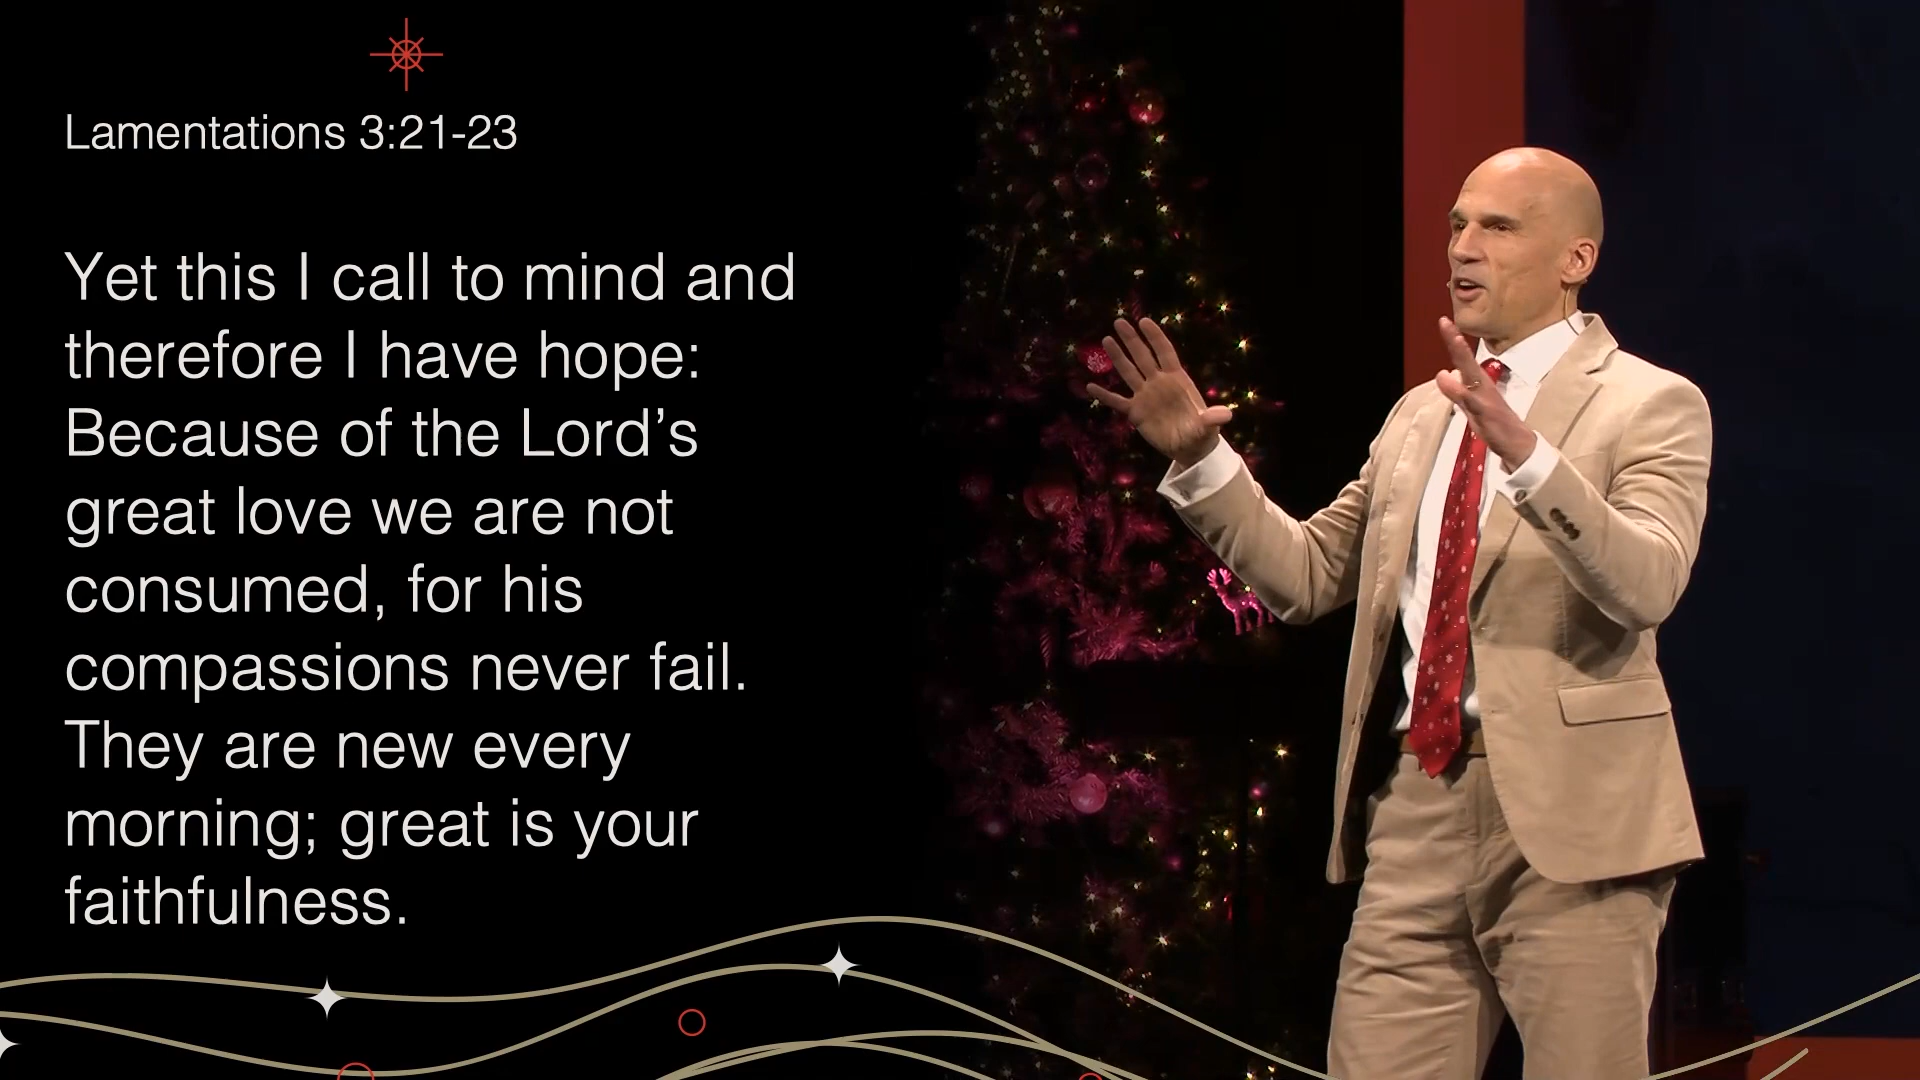 Lamentations 3:21-23
Yet this I call to mind and
therefore I have hope:
Because of the Lord’s
great love we are not
consumed, for his
compassions never fail.
They are new every
morning; great is your
faithfulness.